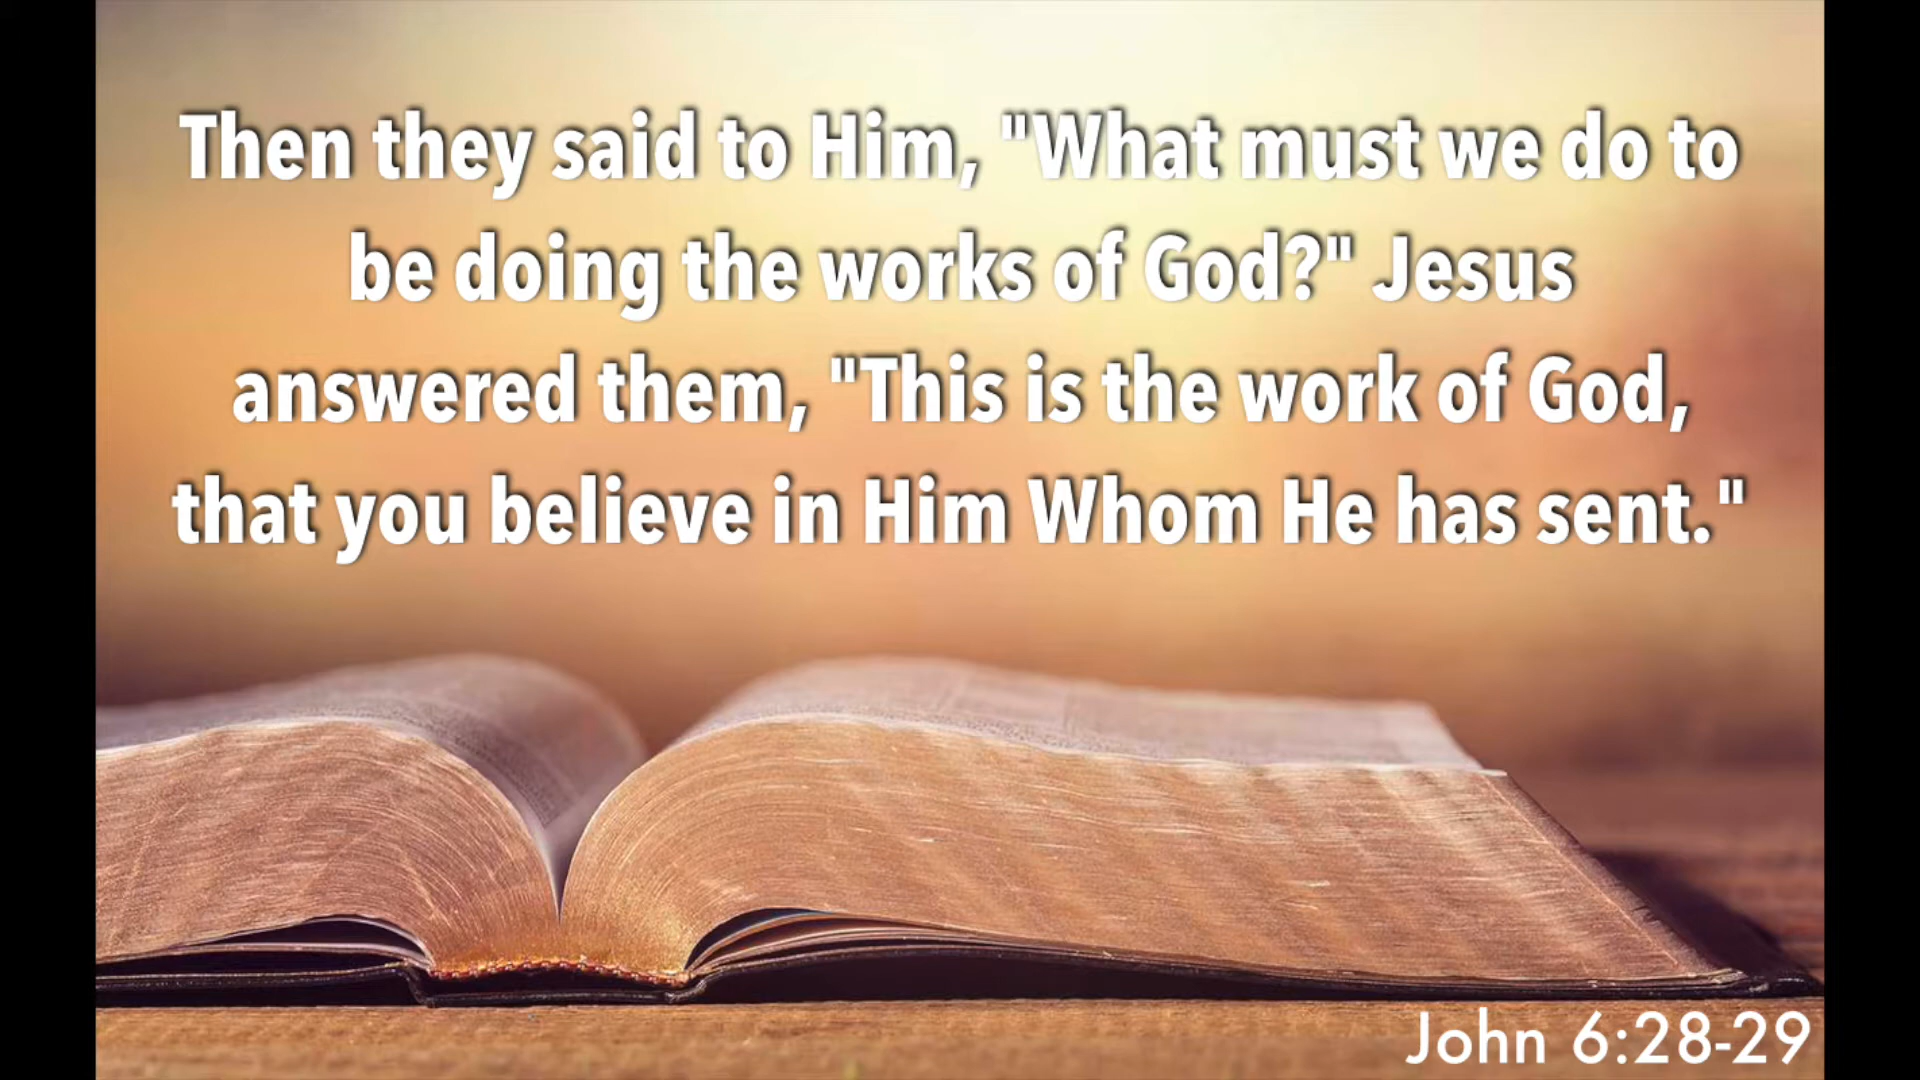 Then they said to Him, "What must we do to
be doing the works of God?" Jesus
answered them, "This is the work of God,
that you believe in Him Whom He has sent."
John 6:28-29